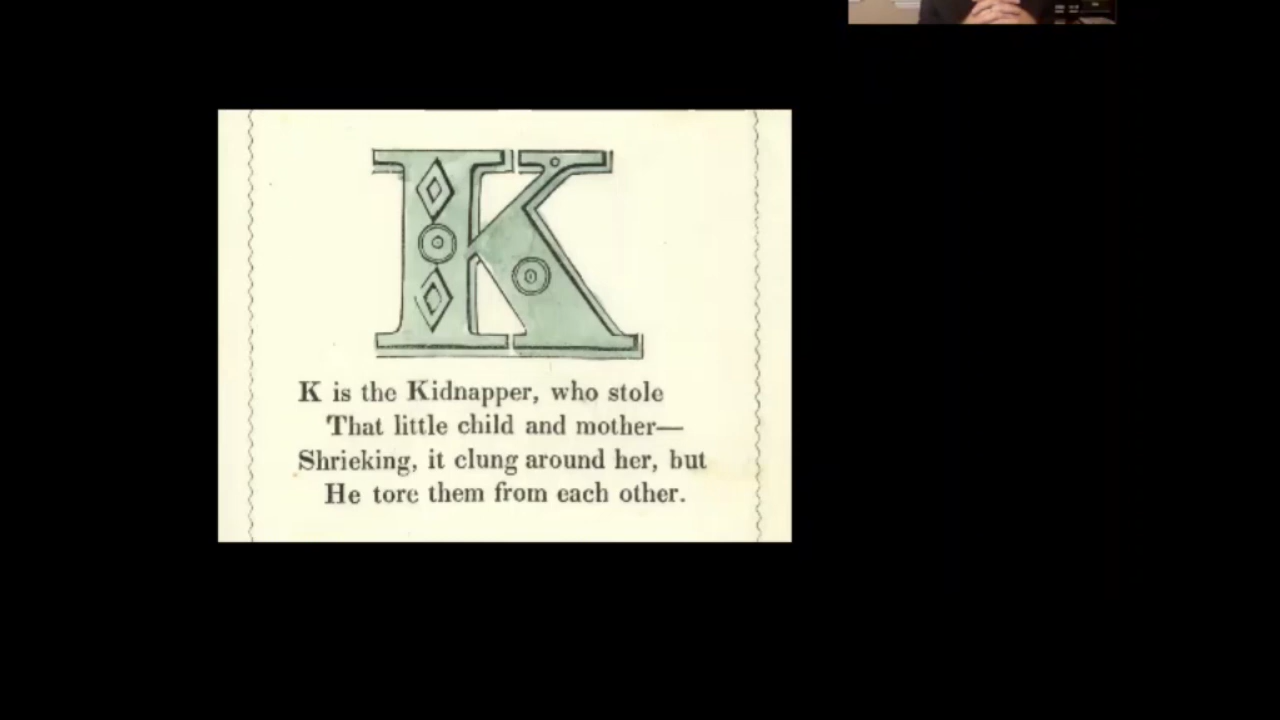 K
K is the Kidnapper, who stole
That little child and mother—
Shrieking, it clung around her, but
He tore them from each other.